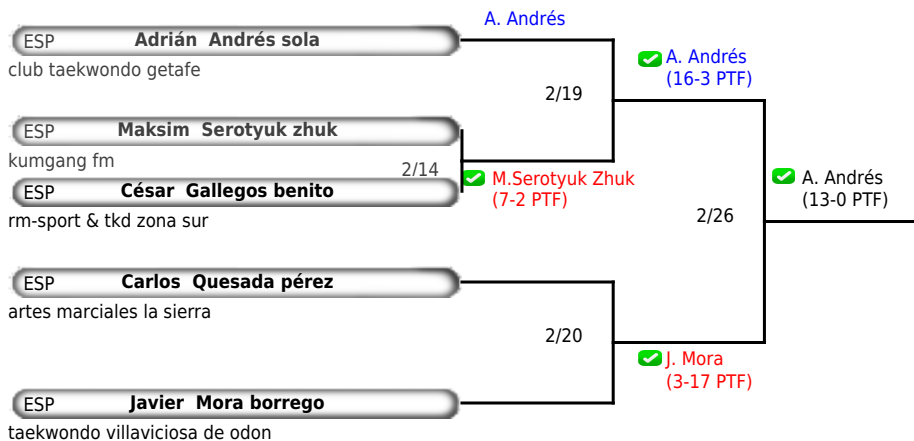 A. Andrés
ESP Adrián Andrés sola
club taekwondo getafe
A. Andrés
(16-3 PTF)
2/19
ESP Maksim Serotyuk zhuk
kumgang fm
2/14
M.Serotyuk Zhuk
(7-2 PTF)
A. Andrés
(13-0 PTF)
ESP César Gallegos benito
rm-sport & tkd zona sur
2/26
ESP Carlos Quesada pérez
artes marciales la sierra
2/20
J. Mora
(3-17 PTF)
ESP Javier Mora borrego
taekwondo villaviciosa de odon